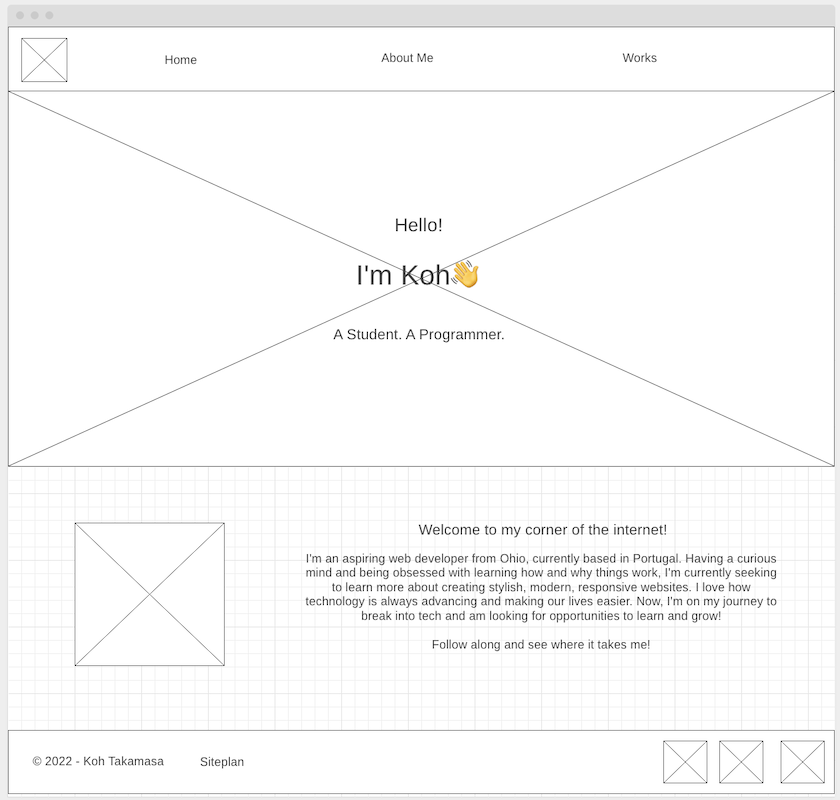 Home
About Me
Works
Hello!
I'm Koh👋
A Student. A Programmer.
Welcome to my corner of the internet!
I'm an aspiring web developer from Ohio, currently based in Portugal. Having a curious
mind and being obsessed with learning how and why things work, I'm currently seeking
to learn more about creating stylish, modern, responsive websites. I love how
technology is always advancing and making our lives easier. Now, I'm on my journey to
break into tech and am looking for opportunities to learn and grow!
Follow along and see where it takes me!
© 2022 - Koh Takamasa
Siteplan